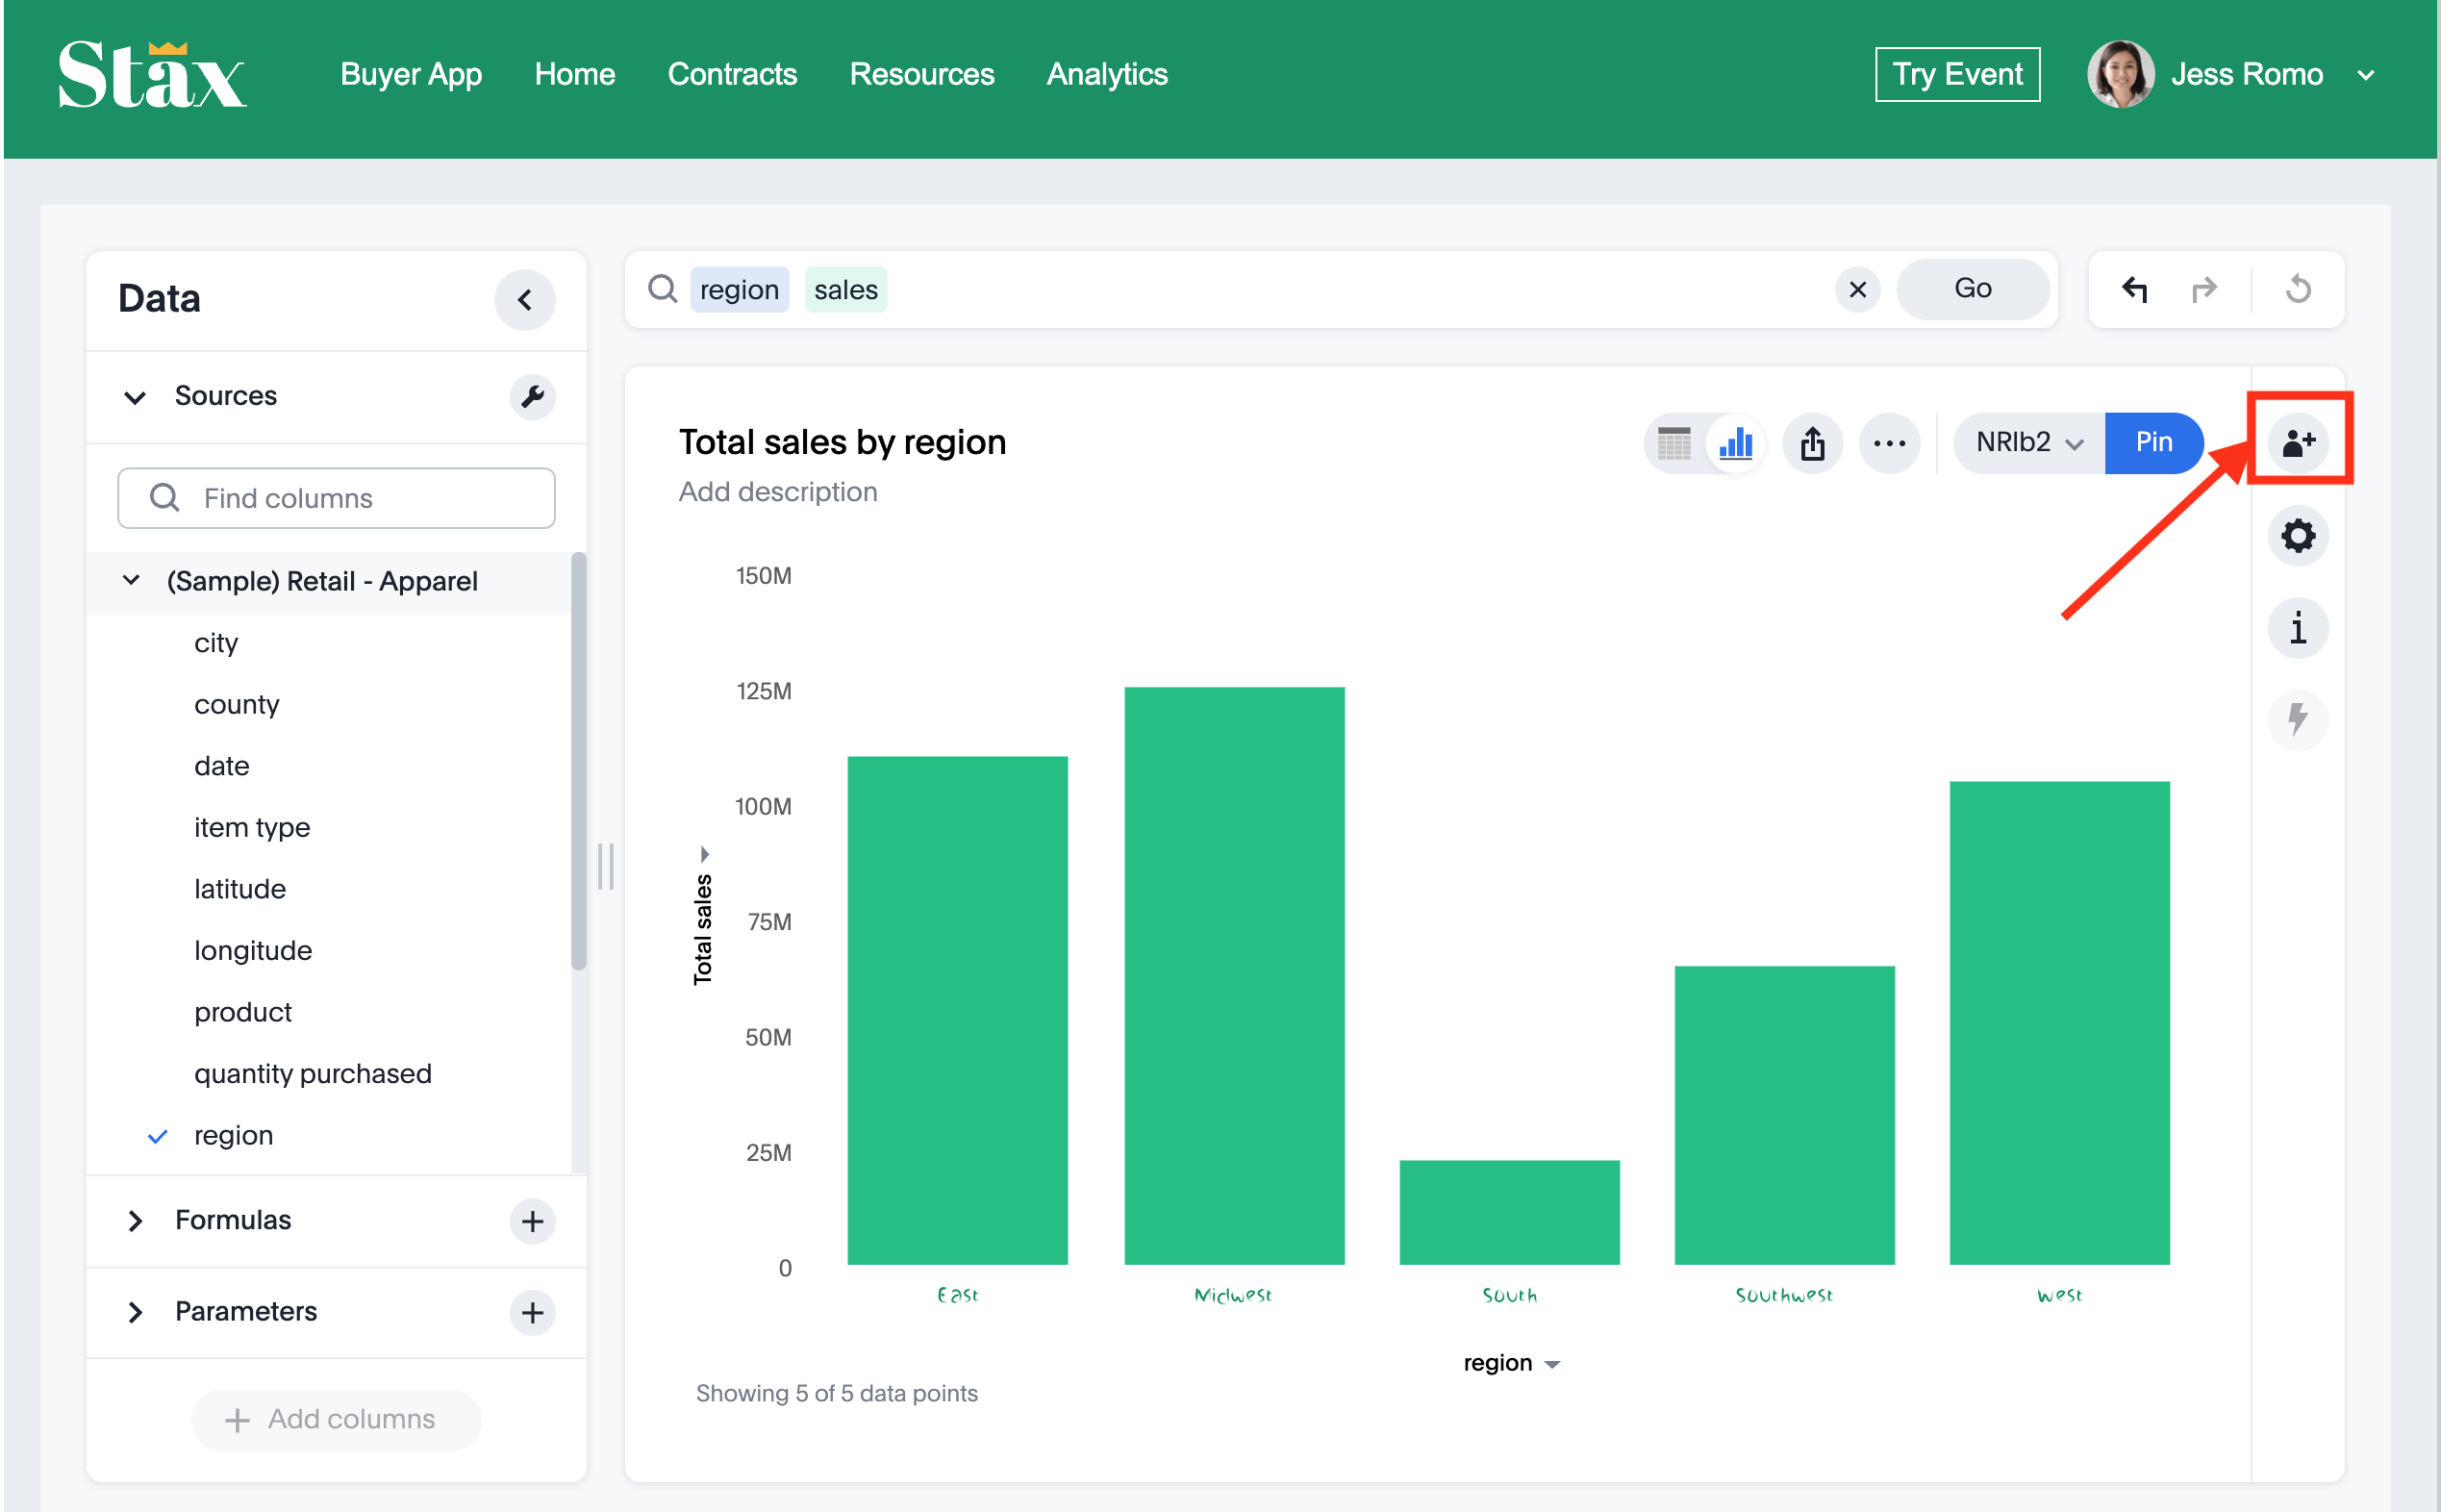 Stax
Buyer App
Home
Contracts
Resources
Analytics
Try Event
Jess Romo
Data
Sources
Find columns
(Sample) Retail - Apparel
city
county
date
item type
latitude
longitude
product
quantity purchased
region
Formulas
Parameters
Add columns
region sales
Go
Total sales by region
Add description
NRIb2
Pin
150M
125M
100M
75M
50M
25M
0
Total sales
East
Midwest
South
Southwest
West
region
Showing 5 of 5 data points